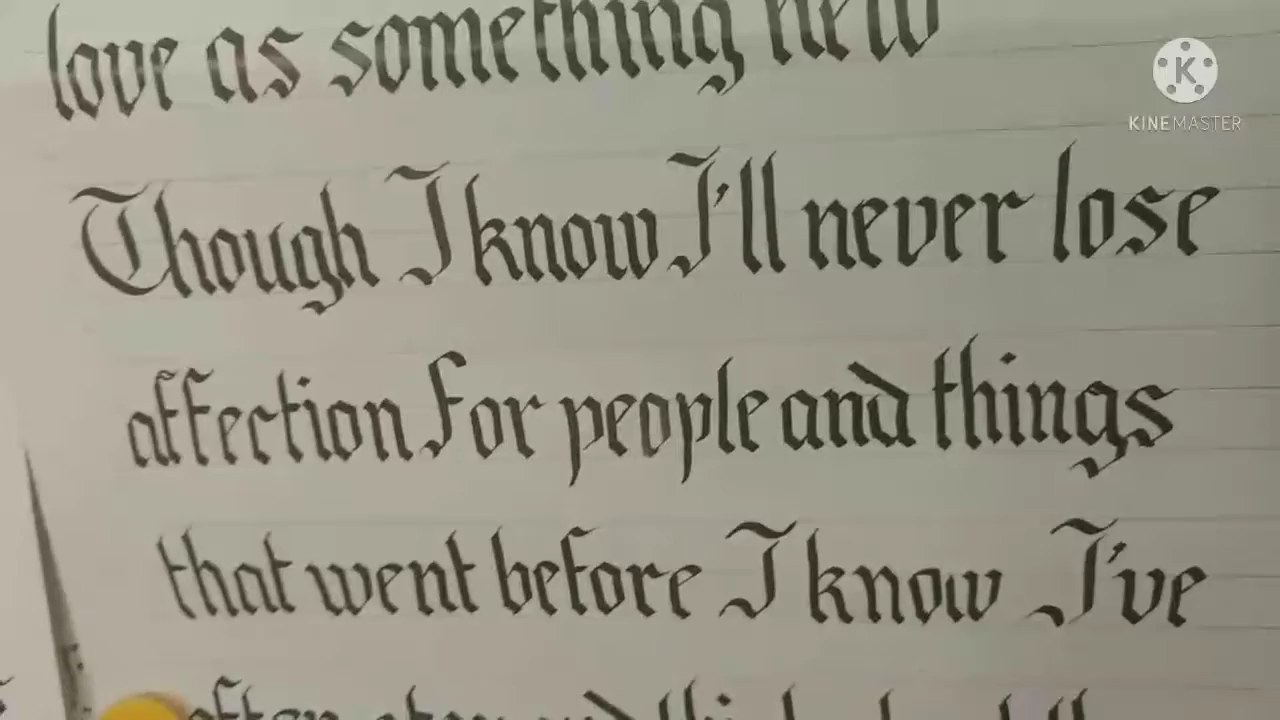 love as something new
KINEMASTER
Though I know I'll never lose
affection for people and things
that went before I know I've